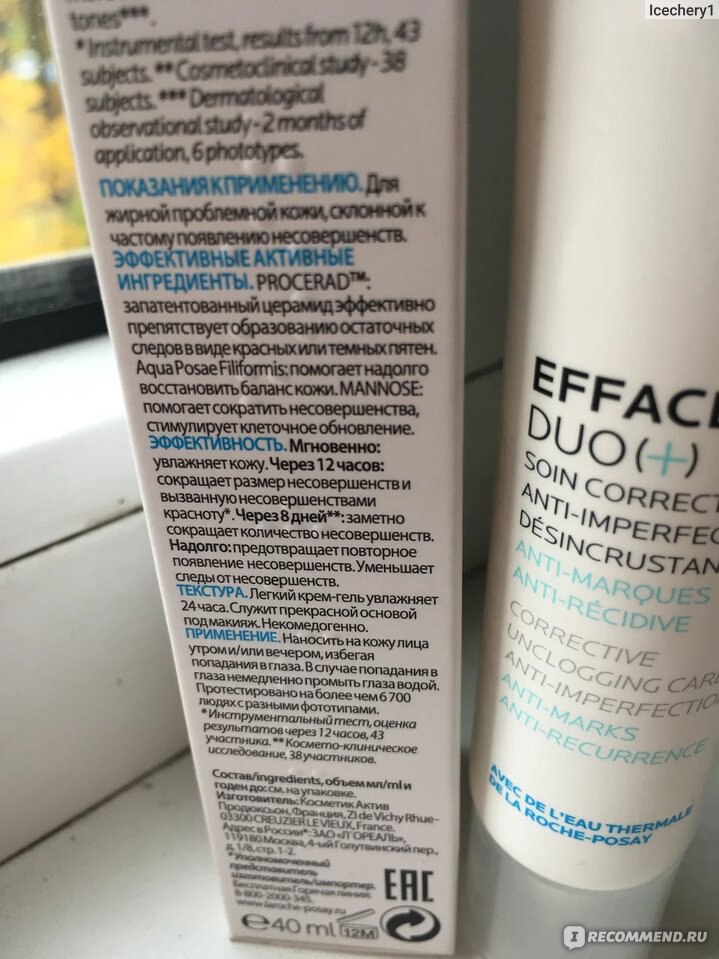 Icechery1
tones***.
*Instrumental test, results from 12h, 43
subjects. **Cosmetoclinical study - 38
subjects. *** Dermatological
observational study - 2 months of
application, 6 phototypes.
ПОКАЗАНИЯ К ПРИМЕНЕНИЮ. Для
жирной проблемной кожи, склонной к
частому появлению несовершенств.
ЭФФЕКТИВНЫЕ АКТИВНЫЕ
ИНГРЕДИЕНТЫ. PROCERAD™:
запатентованный церамид эффективно
препятствует образованию остаточных
следов в виде красных или темных пятен.
Aqua Posae Filiformis: помогает надолго
восстановить баланс кожи. MANNOSE:
помогает сократить несовершенства,
стимулирует клеточное обновление.
ЭФФЕКТИВНОСТЬ. Мгновенно:
увлажняет кожу. Через 12 часов:
сокращает размер несовершенств и
вызванную несовершенствами
красноту*. Через 8 дней**: заметно
сокращает количество несовершенств.
Надолго: предотвращает повторное
появление несовершенств. Уменьшает
следы от несовершенств.
ТЕКСТУРА. Легкий крем-гель увлажняет
24 часа. Служит прекрасной основой
под макияж. Некомедогенно.
ПРИМЕНЕНИЕ. Наносить на кожу лица
утром и/или вечером, избегая
попадания в глаза. В случае попадания в
глаза немедленно промыть глаза водой.
Протестировано на более чем 6 700
людях с разными фототипами.
*Инструментальный тест, оценка
результатов через 12 часов, 43
участника. ** Космето-клиническое
исследование, 38 участников.
Состав/ingredients, объем мл/ml и
годен до: см. на упаковке.
Изготовитель: Косметик Актив
Продюксьон, Франция, ZI de Vichy Rhue -
03300 CREUZIER LE VIEUX, France.
Адрес в России*: ЗАО «Л'ОРЕАЛЬ»,
119180 Москва, 4-ый Голутвинский пер.,
д. 1/8, стр. 1-2.
*Уполномоченный
представитель
изготовителя/импортер.
Бесплатная Горячая линия:
8-800-2000-345.
www.laroche-posay.ru
EAC
e 40 ml 12M
EFFACL
DUO(+)
SOIN CORRECT
ANTI-IMPERFEC
DÉSINCRUSTAN
ANTI-MARQUES
ANTI-RÉCIDIVE
CORRECTIVE
UNCLOGGING CARE
ANTI-IMPERFECTIO
ANTI-MARKS
ANTI-RECURRENCE
AVEC DE L'EAU THERMALE
DE LA ROCHE-POSAY
IRECOMMEND.RU